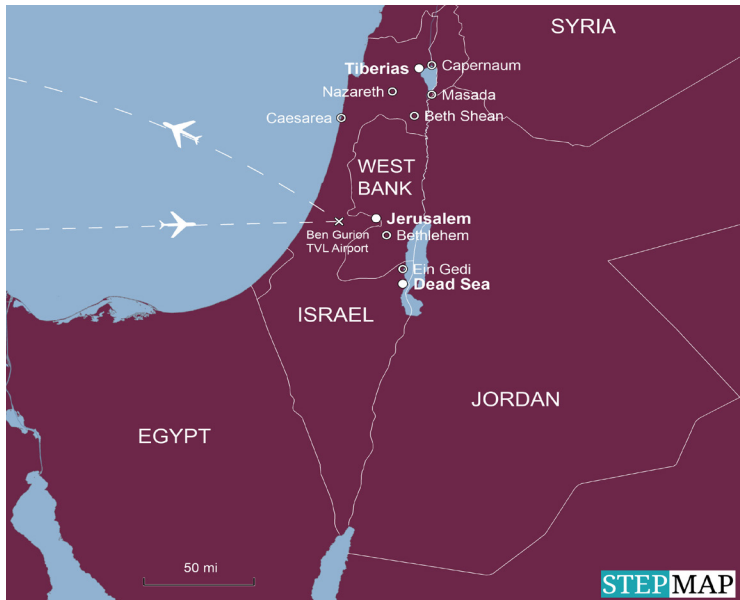 SYRIA
Capernaum
Tiberias
Nazareth
Masada
Caesarea
Beth Shean
WEST
BANK
Jerusalem
Ben Gurion
TVL Airport
Bethlehem
Ein Gedi
Dead Sea
ISRAEL
JORDAN
EGYPT
50 mi
STEPMAP